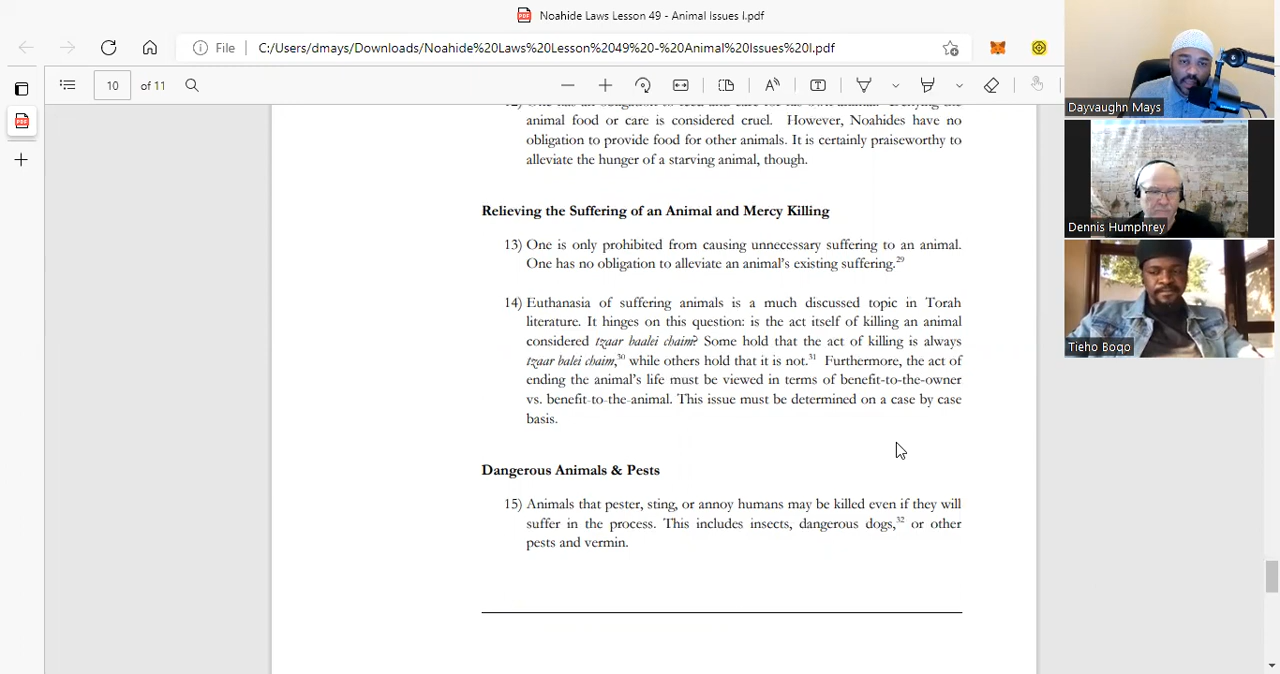 Noahide Laws Lesson 49 - Animal Issues I.pdf
File C:/Users/dmays/Downloads/Noahide%20Laws%20Lesson%2049%20-%20Animal%20Issues%20I.pdf
10 of 11
animal food or care is considered cruel. However, Noahides have no
obligation to provide food for other animals. It is certainly praiseworthy to
alleviate the hunger of a starving animal, though.
Relieving the Suffering of an Animal and Mercy Killing
13) One is only prohibited from causing unnecessary suffering to an animal.
One has no obligation to alleviate an animal's existing suffering.29
14) Euthanasia of suffering animals is a much discussed topic in Torah
literature. It hinges on this question: is the act itself of killing an animal
considered tzaar baalei chaim? Some hold that the act of killing is always
tzaar balei chaim,30 while others hold that it is not.31 Furthermore, the act of
ending the animal's life must be viewed in terms of benefit-to-the-owner
vs. benefit-to-the-animal. This issue must be determined on a case by case
basis.
Dangerous Animals & Pests
15) Animals that pester, sting, or annoy humans may be killed even if they will
suffer in the process. This includes insects, dangerous dogs,32 or other
pests and vermin.
Dayvaughn Mays
Dennis Humphrey
Tieho Boqo